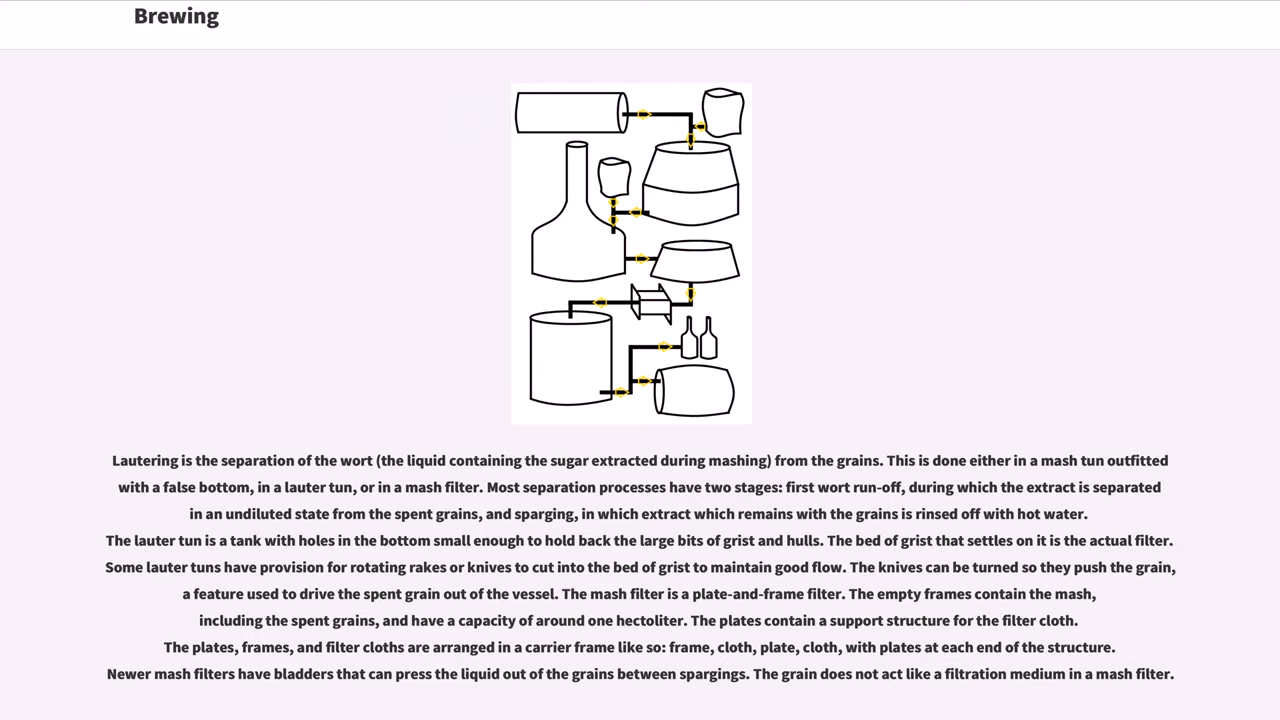 Brewing
Lautering is the separation of the wort (the liquid containing the sugar extracted during mashing) from the grains. This is done either in a mash tun outfitted
with a false bottom, in a lauter tun, or in a mash filter. Most separation processes have two stages: first wort run-off, during which the extract is separated
in an undiluted state from the spent grains, and sparging, in which extract which remains with the grains is rinsed off with hot water.
The lauter tun is a tank with holes in the bottom small enough to hold back the large bits of grist and hulls. The bed of grist that settles on it is the actual filter.
Some lauter tuns have provision for rotating rakes or knives to cut into the bed of grist to maintain good flow. The knives can be turned so they push the grain,
a feature used to drive the spent grain out of the vessel. The mash filter is a plate-and-frame filter. The empty frames contain the mash,
including the spent grains, and have a capacity of around one hectoliter. The plates contain a support structure for the filter cloth.
The plates, frames, and filter cloths are arranged in a carrier frame like so: frame, cloth, plate, cloth, with plates at each end of the structure.
Newer mash filters have bladders that can press the liquid out of the grains between spargings. The grain does not act like a filtration medium in a mash filter.